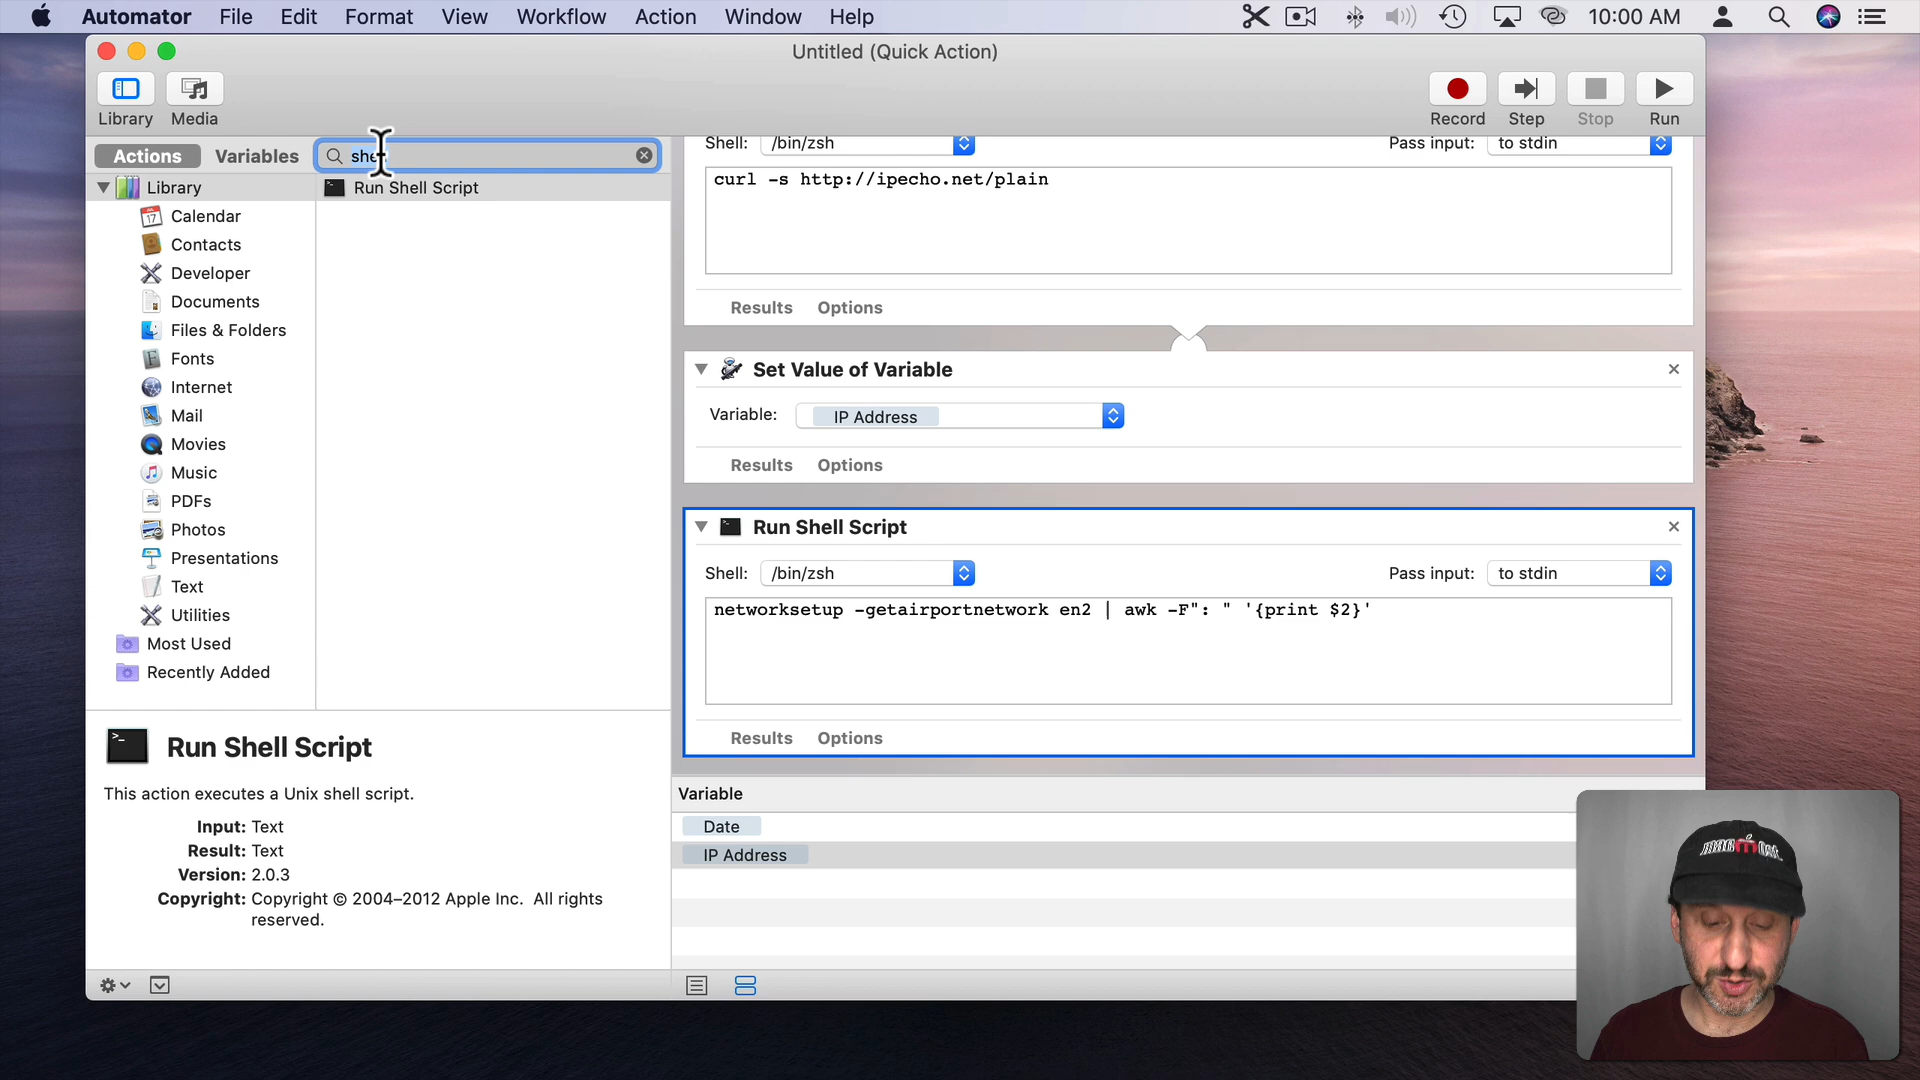 Automator File Edit Format View Workflow Action Window Help 10:00 AM
Untitled (Quick Action)
Library Media Record Step Stop Run
Actions Variables she
Library
Calendar
Contacts
Developer
Documents
Files & Folders
Fonts
Internet
Mail
Movies
Music
PDFs
Photos
Presentations
Text
Utilities
Most Used
Recently Added
Run Shell Script
Shell: /bin/zsh Pass input: to stdin
curl -s http://ipecho.net/plain
Results Options
Set Value of Variable
Variable: IP Address
Results Options
Run Shell Script
Shell: /bin/zsh Pass input: to stdin
networksetup -getairportnetwork en2 | awk -F": " '{print $2}'
Results Options
Run Shell Script
This action executes a Unix shell script.
Input: Text
Result: Text
Version: 2.0.3
Copyright: Copyright © 2004–2012 Apple Inc. All rights
reserved.
Variable
Date
IP Address